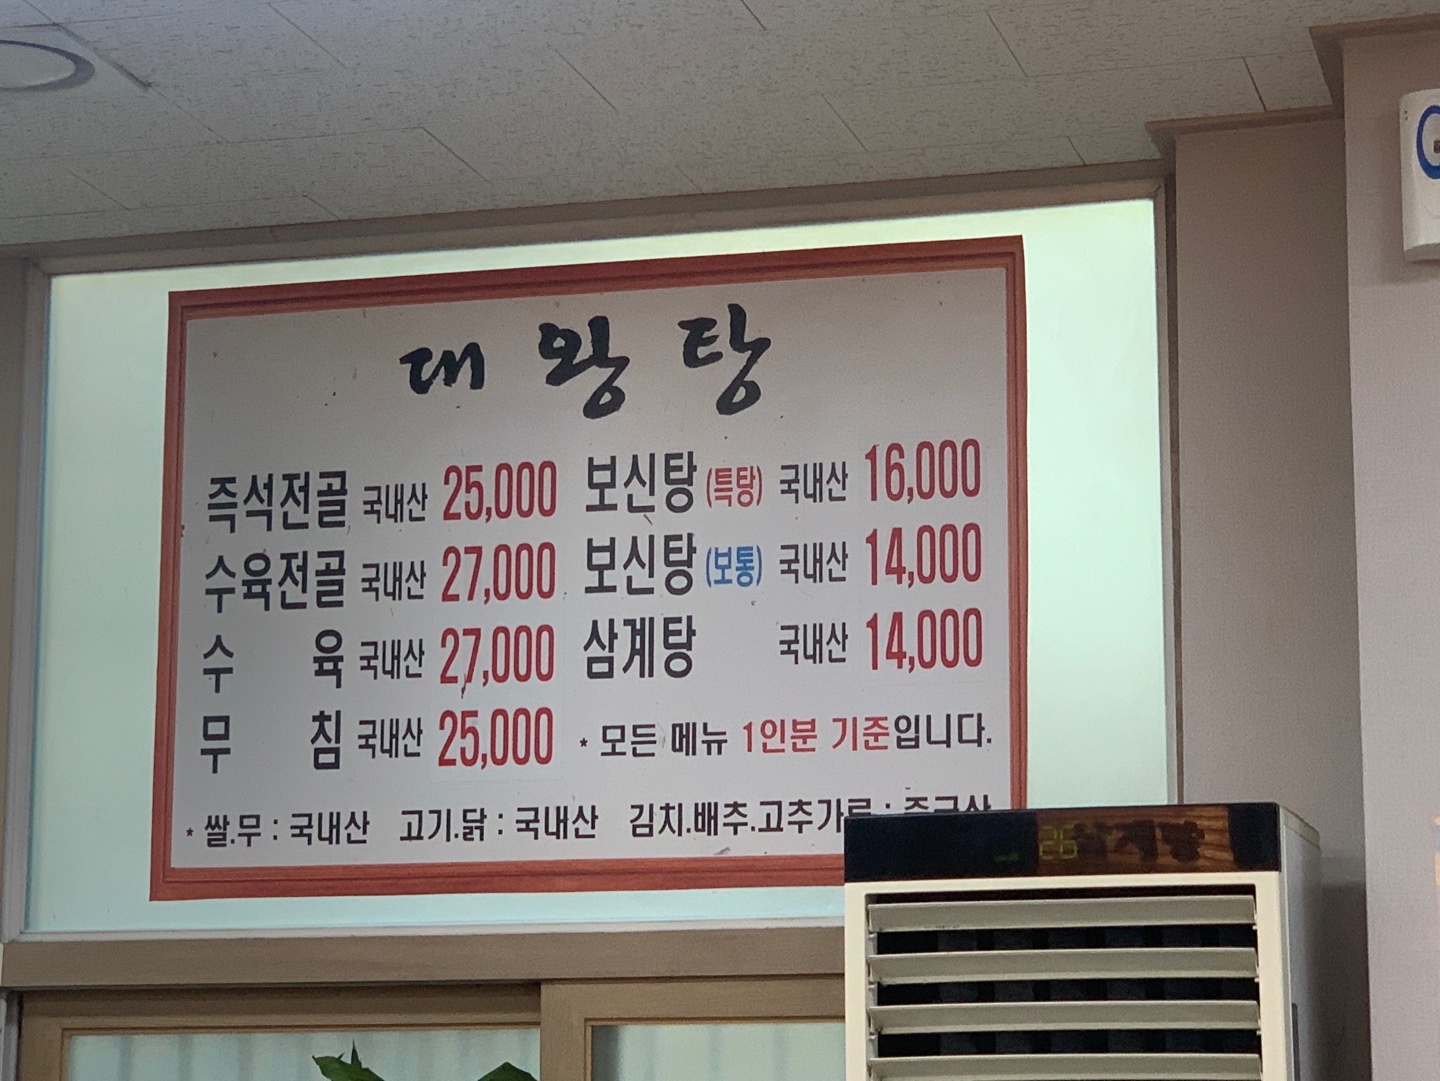 대왕탕
즉석전골 국내산 25,000 보신탕(특탕) 국내산 16,000
수육전골 국내산 27,000 보신탕(보통) 국내산 14,000
수 육 국내산 27,000 삼계탕 국내산 14,000
무 침 국내산 25,000 * 모든 메뉴 1인분 기준입니다.
* 쌀.무 : 국내산 고기.닭 : 국내산 김치.배추.고추가루 : 중국산
26